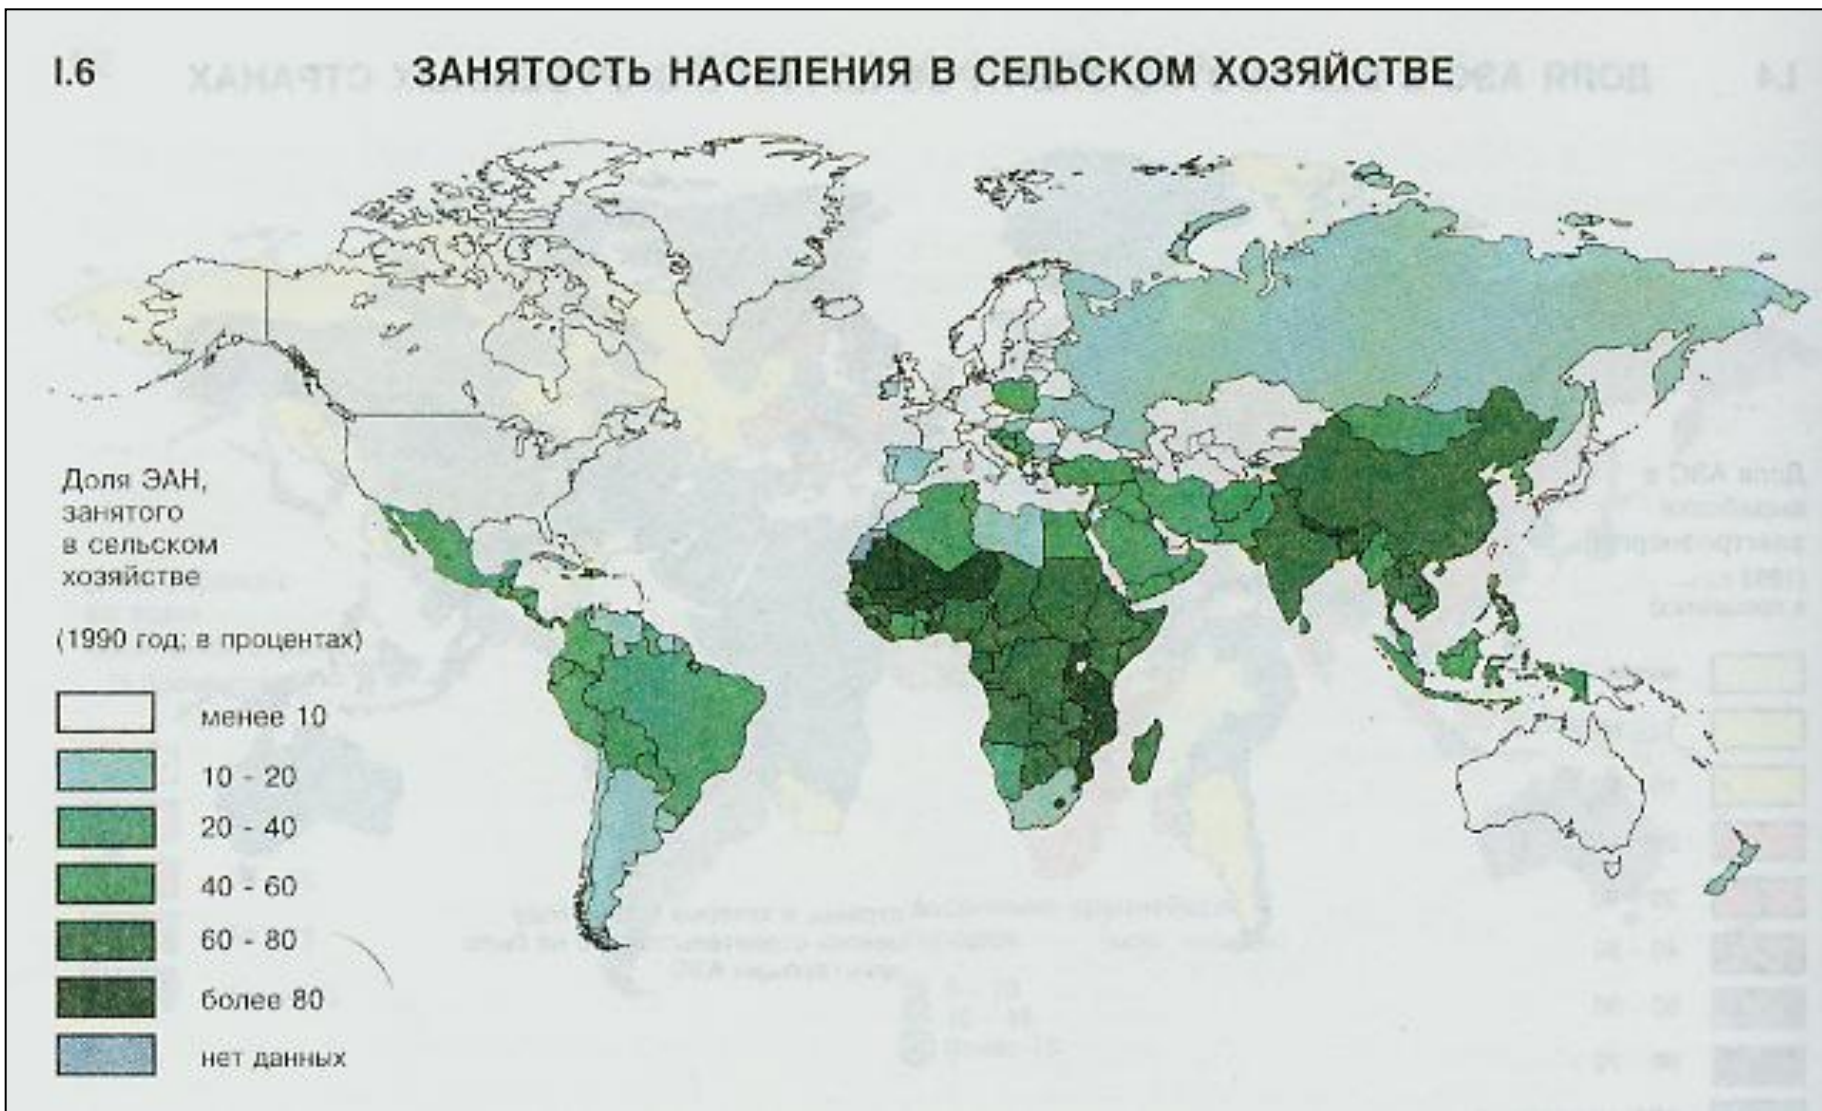 I.6 ЗАНЯТОСТЬ НАСЕЛЕНИЯ В СЕЛЬСКОМ ХОЗЯЙСТВЕ
Доля ЭАН,
занятого
в сельском
хозяйстве
(1990 год; в процентах)
менее 10
10 - 20
20 - 40
40 - 60
60 - 80
более 80
нет данных